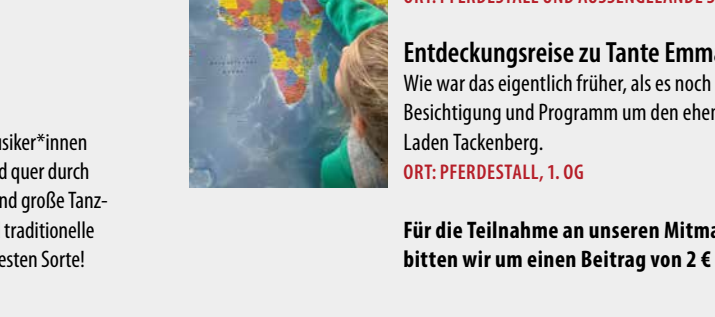 usiker*innen
d quer durch
nd große Tanz-
traditionelle
esten Sorte!
ORT: PFERDESTALL UND AUSSENGELÄNDE S
Entdeckungsreise zu Tante Emma
Wie war das eigentlich früher, als es noch
Besichtigung und Programm um den eher
Laden Tackenberg.
ORT: PFERDESTALL, 1. OG
Für die Teilnahme an unseren Mitma
bitten wir um einen Beitrag von 2 €